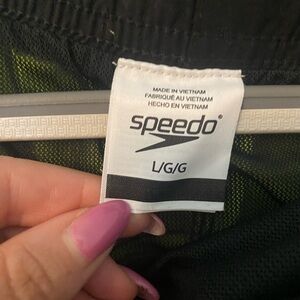 MADE IN VIETNAM
FABRIQUÉ AU VIETNAM
HECHO EN VIETNAM
speedo
L/G/G